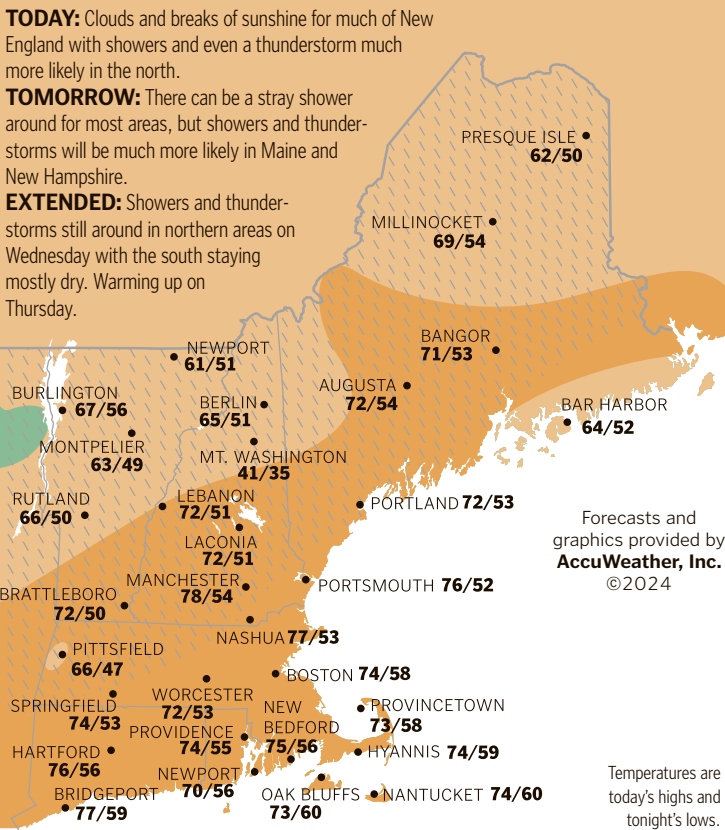 TODAY: Clouds and breaks of sunshine for much of New
England with showers and even a thunderstorm much
more likely in the north.
TOMORROW: There can be a stray shower
around for most areas, but showers and thunder-
storms will be much more likely in Maine and
New Hampshire.
EXTENDED: Showers and thunder-
storms still around in northern areas on
Wednesday with the south staying
mostly dry. Warming up on
Thursday.
PRESQUE ISLE
62/50
MILLINOCKET
69/54
BANGOR
71/53
NEWPORT
61/51
AUGUSTA
72/54
BURLINGTON
67/56
BERLIN
65/51
BAR HARBOR
64/52
MONTPELIER
63/49
MT. WASHINGTON
41/35
RUTLAND
66/50
LEBANON
72/51
PORTLAND 72/53
LACONIA
72/51
Forecasts and
graphics provided by
AccuWeather, Inc.
©2024
MANCHESTER
78/54
PORTSMOUTH 76/52
BRATTLEBORO
72/50
NASHUA 77/53
PITTSFIELD
66/47
BOSTON 74/58
SPRINGFIELD
74/53
WORCESTER
72/53
NEW
BEDFORD
75/56
PROVINCETOWN
73/58
PROVIDENCE
74/55
HARTFORD
76/56
HYANNIS 74/59
NEWPORT
70/56
BRIDGEPORT
77/59
OAK BLUFFS
73/60
NANTUCKET 74/60
Temperatures are
today's highs and
tonight's lows.